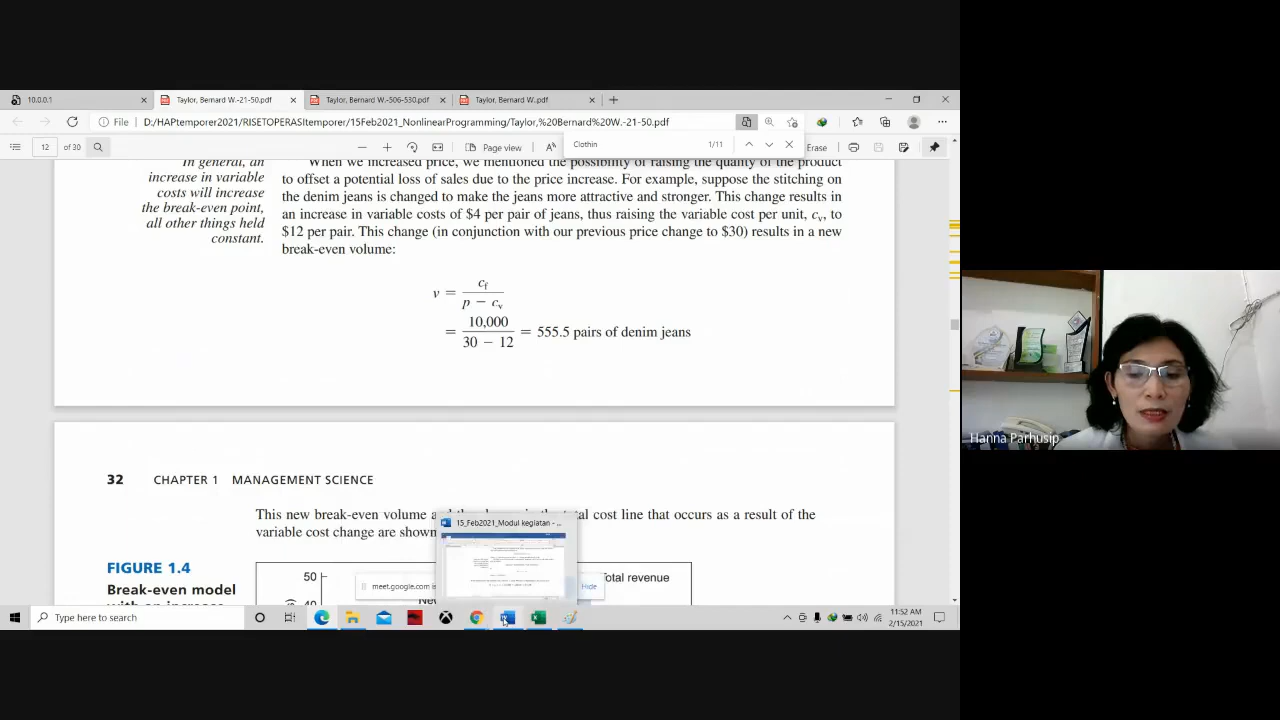 10.0.0.1
Taylor, Bernard W.-21-50.pdf
Taylor, Bernard W.-506-530.pdf
Taylor, Bernard W..pdf
File
D:/HAPtemporer2021/RISETOPERASItemporer/15Feb2021_NonlinearProgramming/Taylor,%20Bernard%20W.-21-50.pdf
12 of 30
Page view
Clothin
1/11
Erase
In general, an
increase in variable
costs will increase
the break-even point,
all other things held
constant.
When we increased price, we mentioned the possibility of raising the quality of the product
to offset a potential loss of sales due to the price increase. For example, suppose the stitching on
the denim jeans is changed to make the jeans more attractive and stronger. This change results in
an increase in variable costs of $4 per pair of jeans, thus raising the variable cost per unit, cv, to
$12 per pair. This change (in conjunction with our previous price change to $30) results in a new
break-even volume:
v = cf / (p − cv)
= 10,000 / (30 − 12) = 555.5 pairs of denim jeans
32 CHAPTER 1 MANAGEMENT SCIENCE
This new break-even volume a
total cost line that occurs as a result of the
variable cost change are shown
15_Feb2021_Modul kegiatan - ...
FIGURE 1.4
Break-even model
50
40
meet.google.com is
Hide
Total revenue
Hanna Parhusip
Type here to search
11:52 AM
2/15/2021